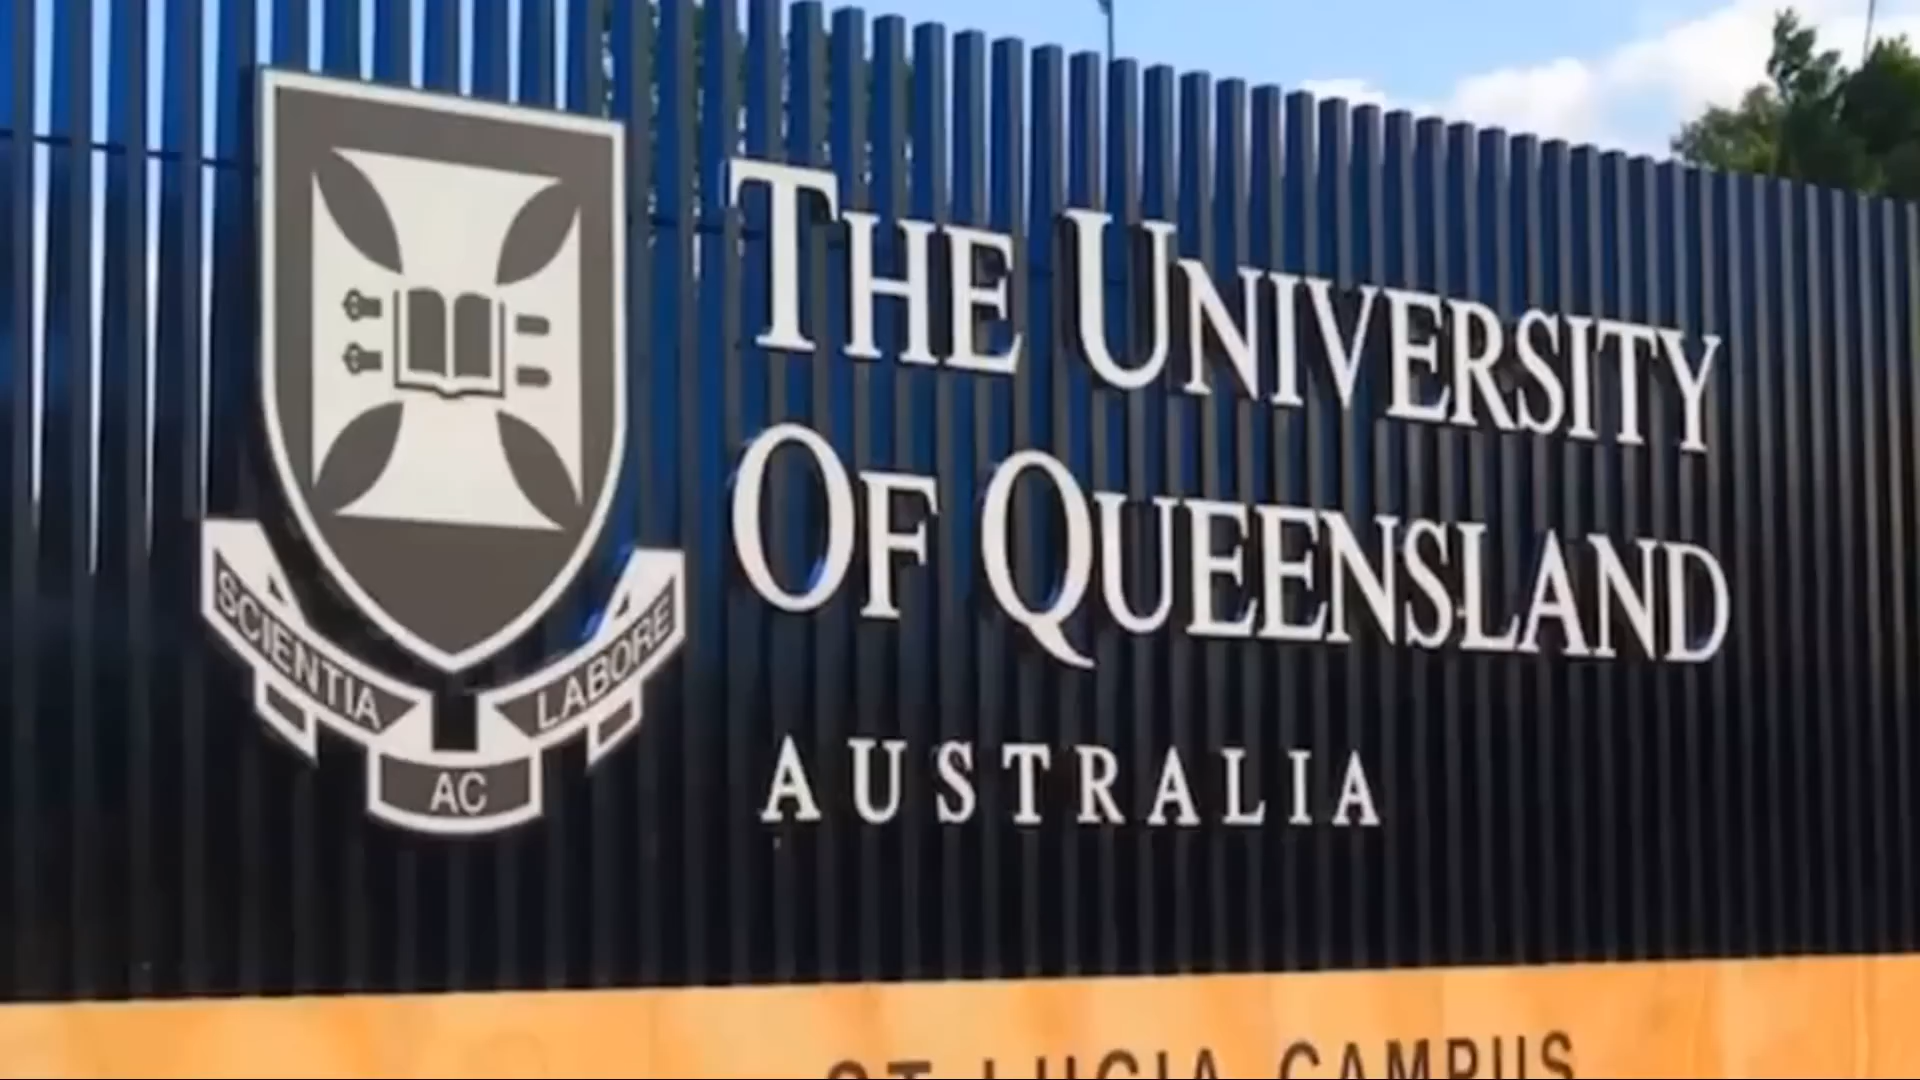 THE UNIVERSITY
OF QUEENSLAND
AUSTRALIA
SCIENTIA
AC
LABORE
ST LUCIA CAMPUS